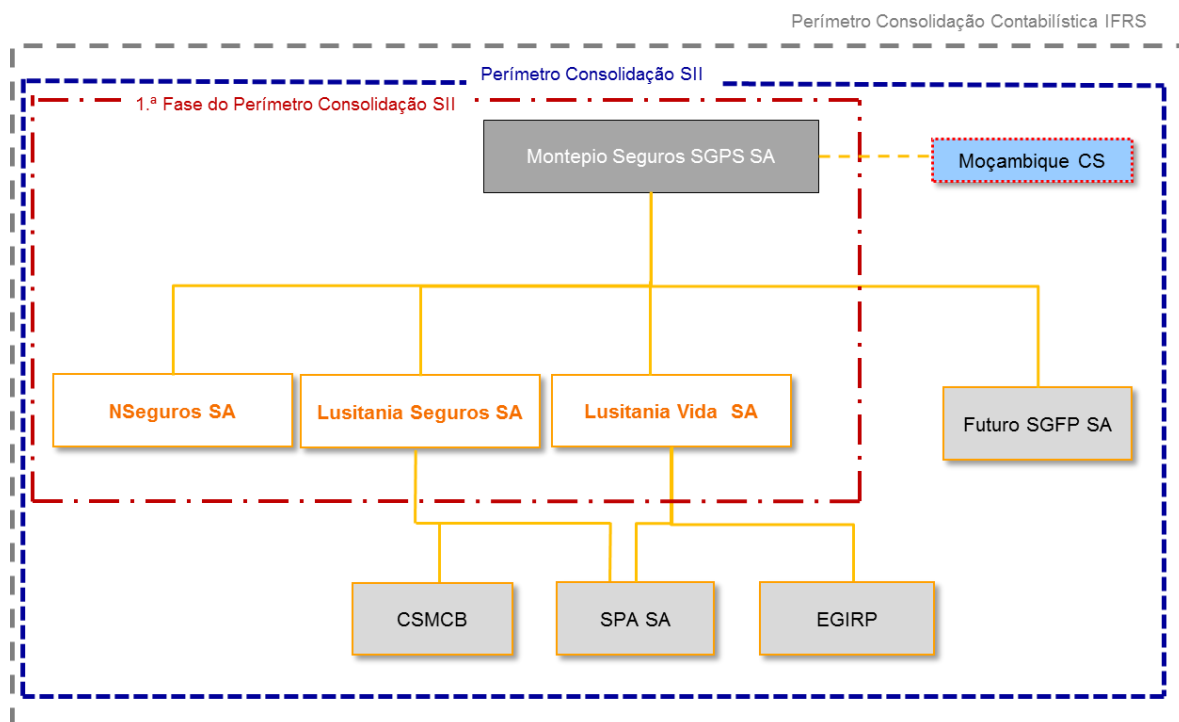 Perímetro Consolidação Contabilística IFRS
Perímetro Consolidação SII
1.ª Fase do Perímetro Consolidação SII
Montepio Seguros SGPS SA
Moçambique CS
NSeguros SA
Lusitania Seguros SA
Lusitania Vida SA
Futuro SGFP SA
CSMCB
SPA SA
EGIRP